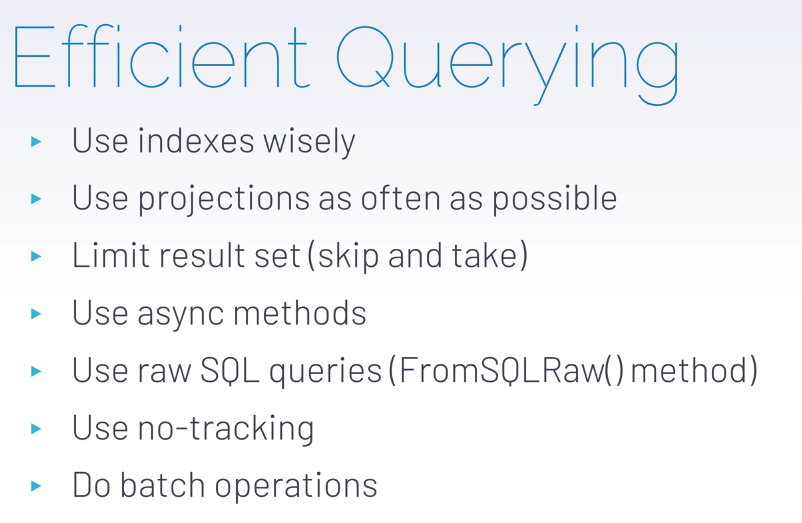 Efficient Querying
Use indexes wisely
Use projections as often as possible
Limit result set (skip and take)
Use async methods
Use raw SQL queries (FromSQLRaw() method)
Use no-tracking
Do batch operations